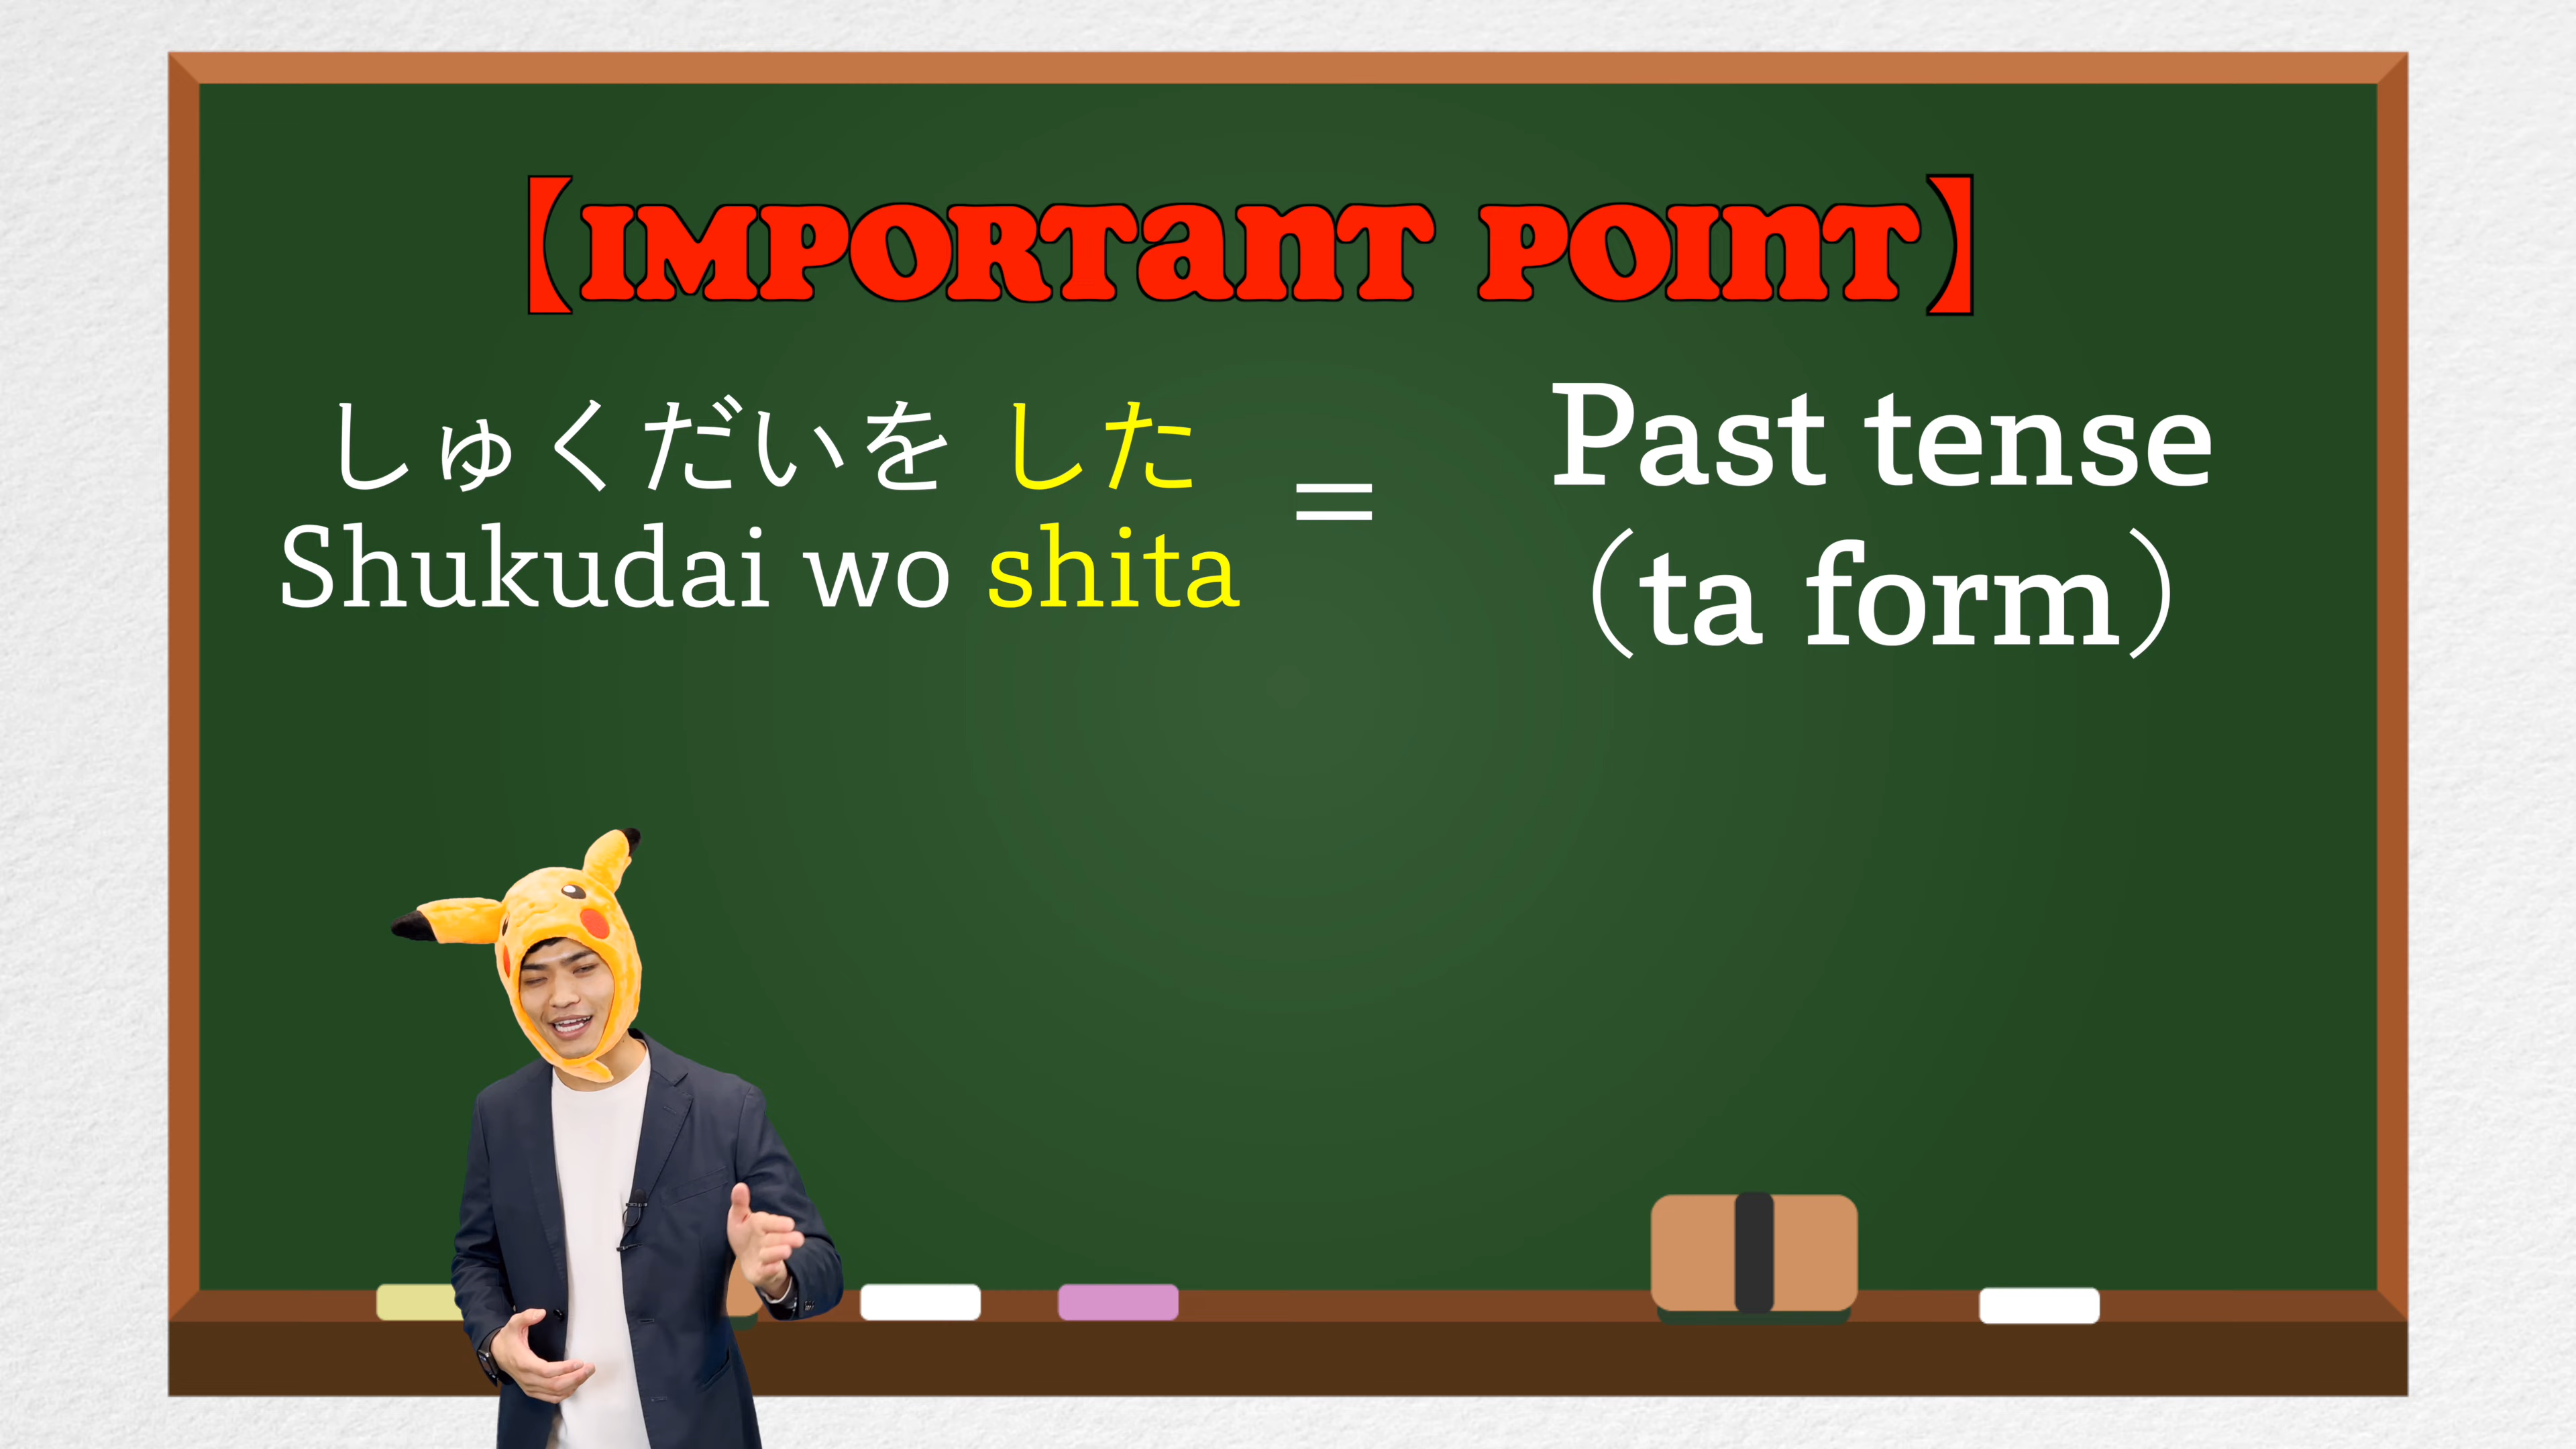 【IMPORTANT POINT】
しゅくだいを した
Shukudai wo shita
=
Past tense
（ta form）